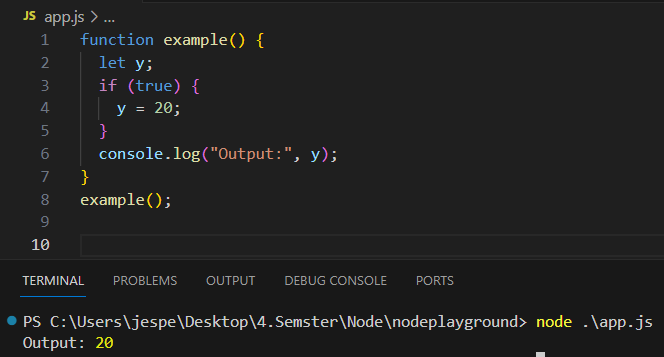 JS app.js > ...
1 function example() {
2 let y;
3 if (true) {
4 y = 20;
5 }
6 console.log("Output:", y);
7 }
8 example();
9
10
TERMINAL PROBLEMS OUTPUT DEBUG CONSOLE PORTS
PS C:\Users\jespe\Desktop\4.Semster\Node\nodeplayground> node .\app.js
Output: 20